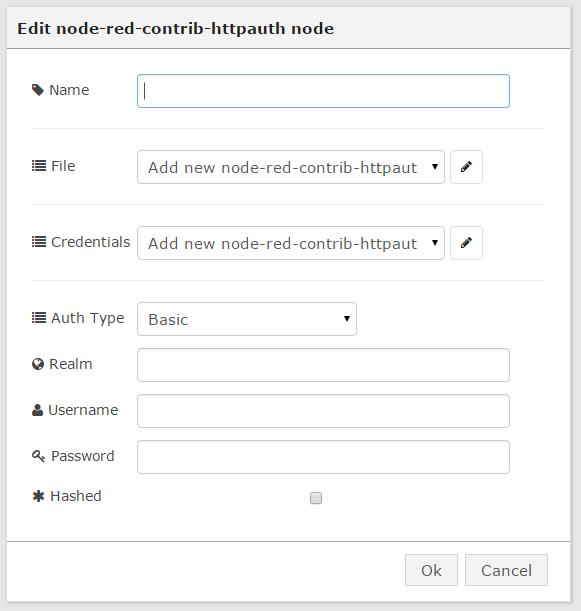 Edit node-red-contrib-httpauth node
Name
File Add new node-red-contrib-httpaut
Credentials Add new node-red-contrib-httpaut
Auth Type Basic
Realm
Username
Password
Hashed
Ok Cancel